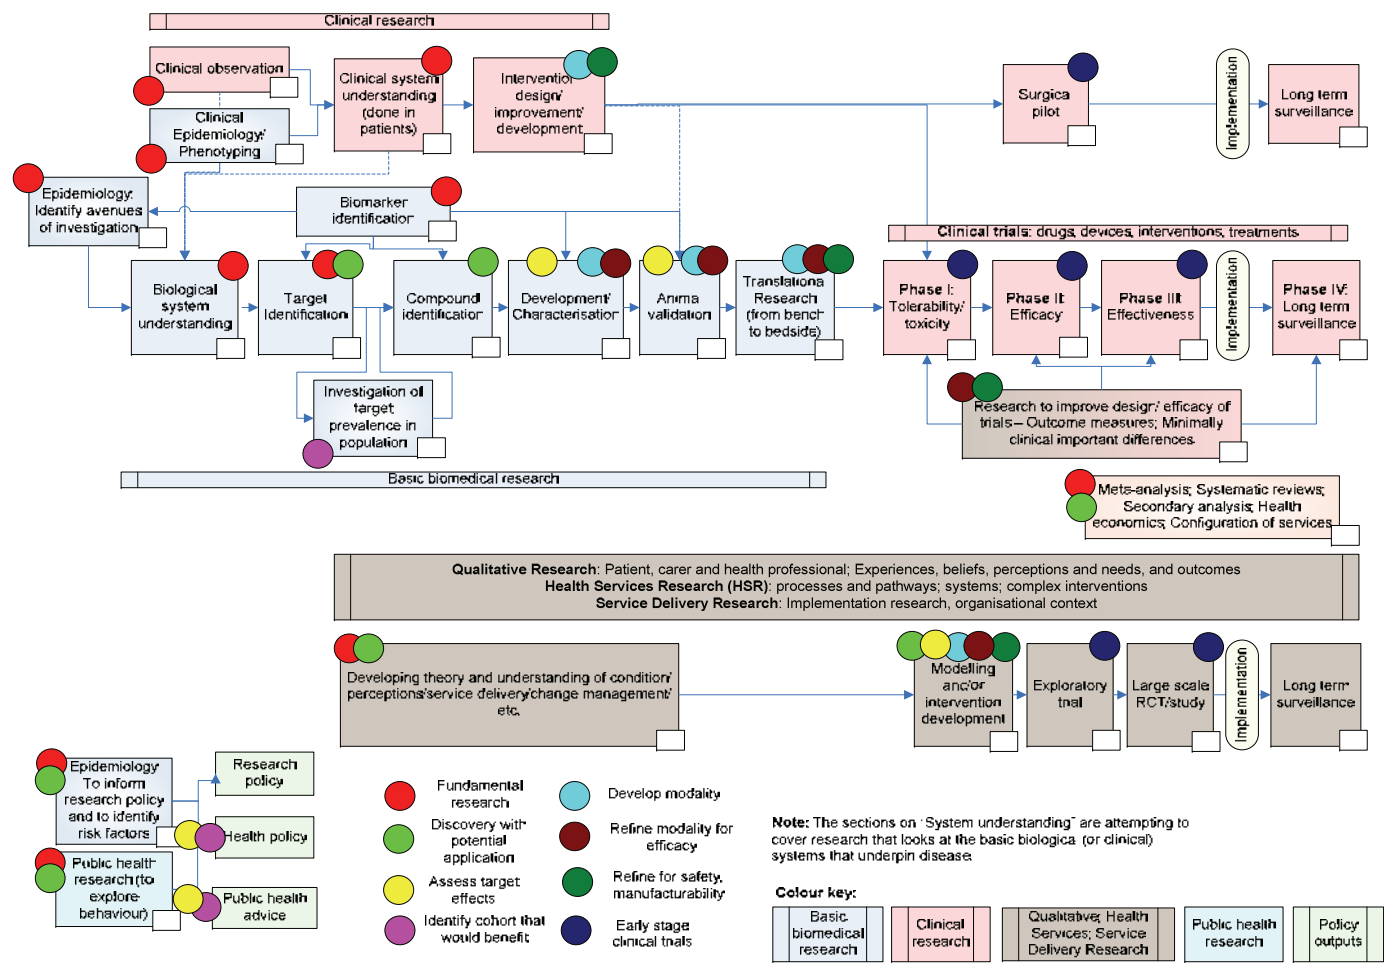 Clinical research
Clinical observation
Clinical system
understanding
(done in
patients)
Intervention
design/
improvement/
development
Surgica
pilot
Implementation
Long term
surveillance
Clinical
Epidemiology/
Phenotyping
Epidemiology:
Identify avenues
of investigation
Biomarker
identification
Clinical trials: drugs, devices, interventions, treatments
Biological
system
understanding
Target
Identification
Compound
identification
Development/
Characterisation
Anima
validation
Translationa
Research
(from bench
to bedside)
Phase I:
Tolerability/
toxicity
Phase II:
Efficacy
Phase III:
Effectiveness
Implementation
Phase IV:
Long term
surveillance
Investigation of
target
prevalence in
population
Research to improve design/ efficacy of
trials – Outcome measures; Minimally
clinical important differences
Basic biomedical research
Meta-analysis; Systematic reviews;
Secondary analysis; Health
economics; Configuration of services
Qualitative Research: Patient, carer and health professional; Experiences, beliefs, perceptions and needs, and outcomes
Health Services Research (HSR): processes and pathways; systems; complex interventions
Service Delivery Research: Implementation research, organisational context
Developing theory and understanding of condition/
perceptions/service delivery/change management/
etc.
Modelling
and/or
intervention
development
Exploratory
trial
Large scale
RCT/study
Implementation
Long term
surveillance
Epidemiology
To inform
research policy
and to identify
risk factors
Research
policy
Health policy
Public health
research (to
explore
behaviour)
Public health
advice
Fundamental
research
Discovery with
potential
application
Assess target
effects
Identify cohort that
would benefit
Develop modality
Refine modality for
efficacy
Refine for safety,
manufacturability
Early stage
clinical trials
Note: The sections on "System understanding" are attempting to
cover research that looks at the basic biologica (or clinical)
systems that underpin disease
Colour key:
Basic
biomedical
research
Clinical
research
Qualitative; Health
Services; Service
Delivery Research
Public health
research
Policy
outputs